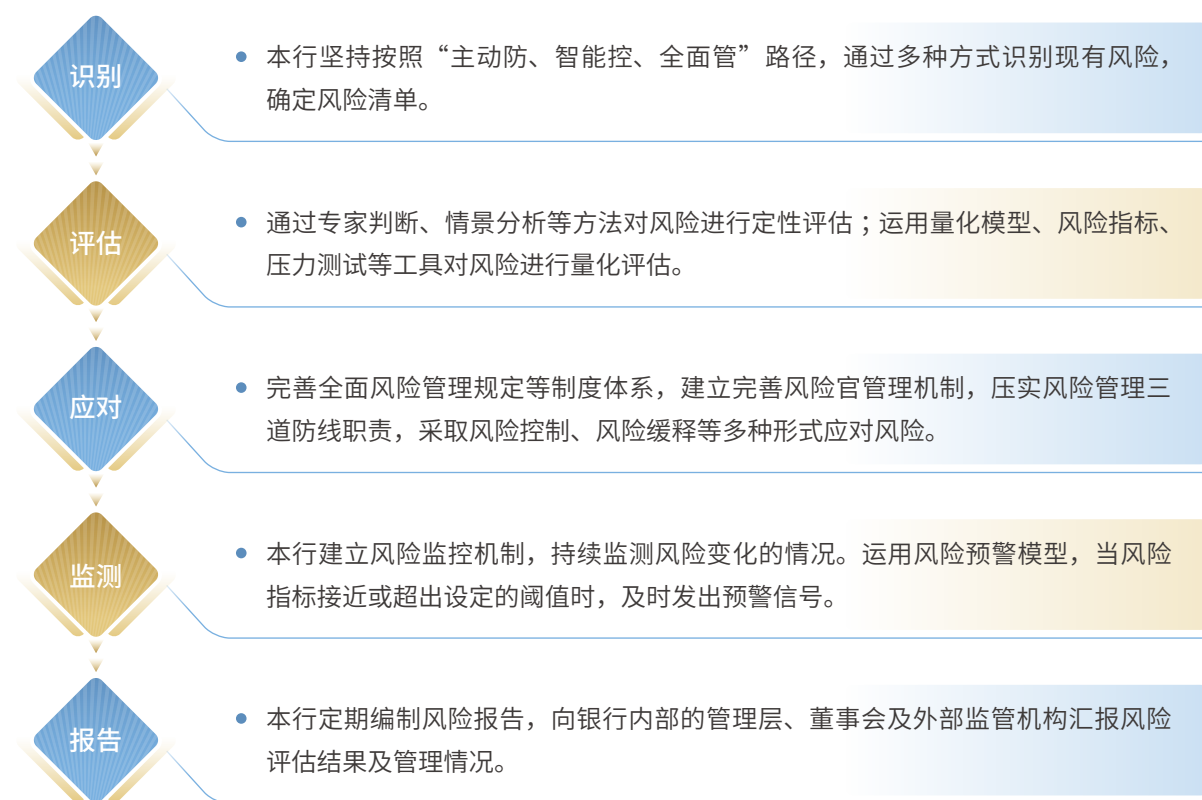 识别
本行坚持按照“主动防、智能控、全面管”路径，通过多种方式识别现有风险，
确定风险清单。
评估
通过专家判断、情景分析等方法对风险进行定性评估；运用量化模型、风险指标、
压力测试等工具对风险进行量化评估。
应对
完善全面风险管理规定等制度体系，建立完善风险官管理机制，压实风险管理三
道防线职责，采取风险控制、风险缓释等多种形式应对风险。
监测
本行建立风险监控机制，持续监测风险变化的情况。运用风险预警模型，当风险
指标接近或超出设定的阈值时，及时发出预警信号。
报告
本行定期编制风险报告，向银行内部的管理层、董事会及外部监管机构汇报风险
评估结果及管理情况。